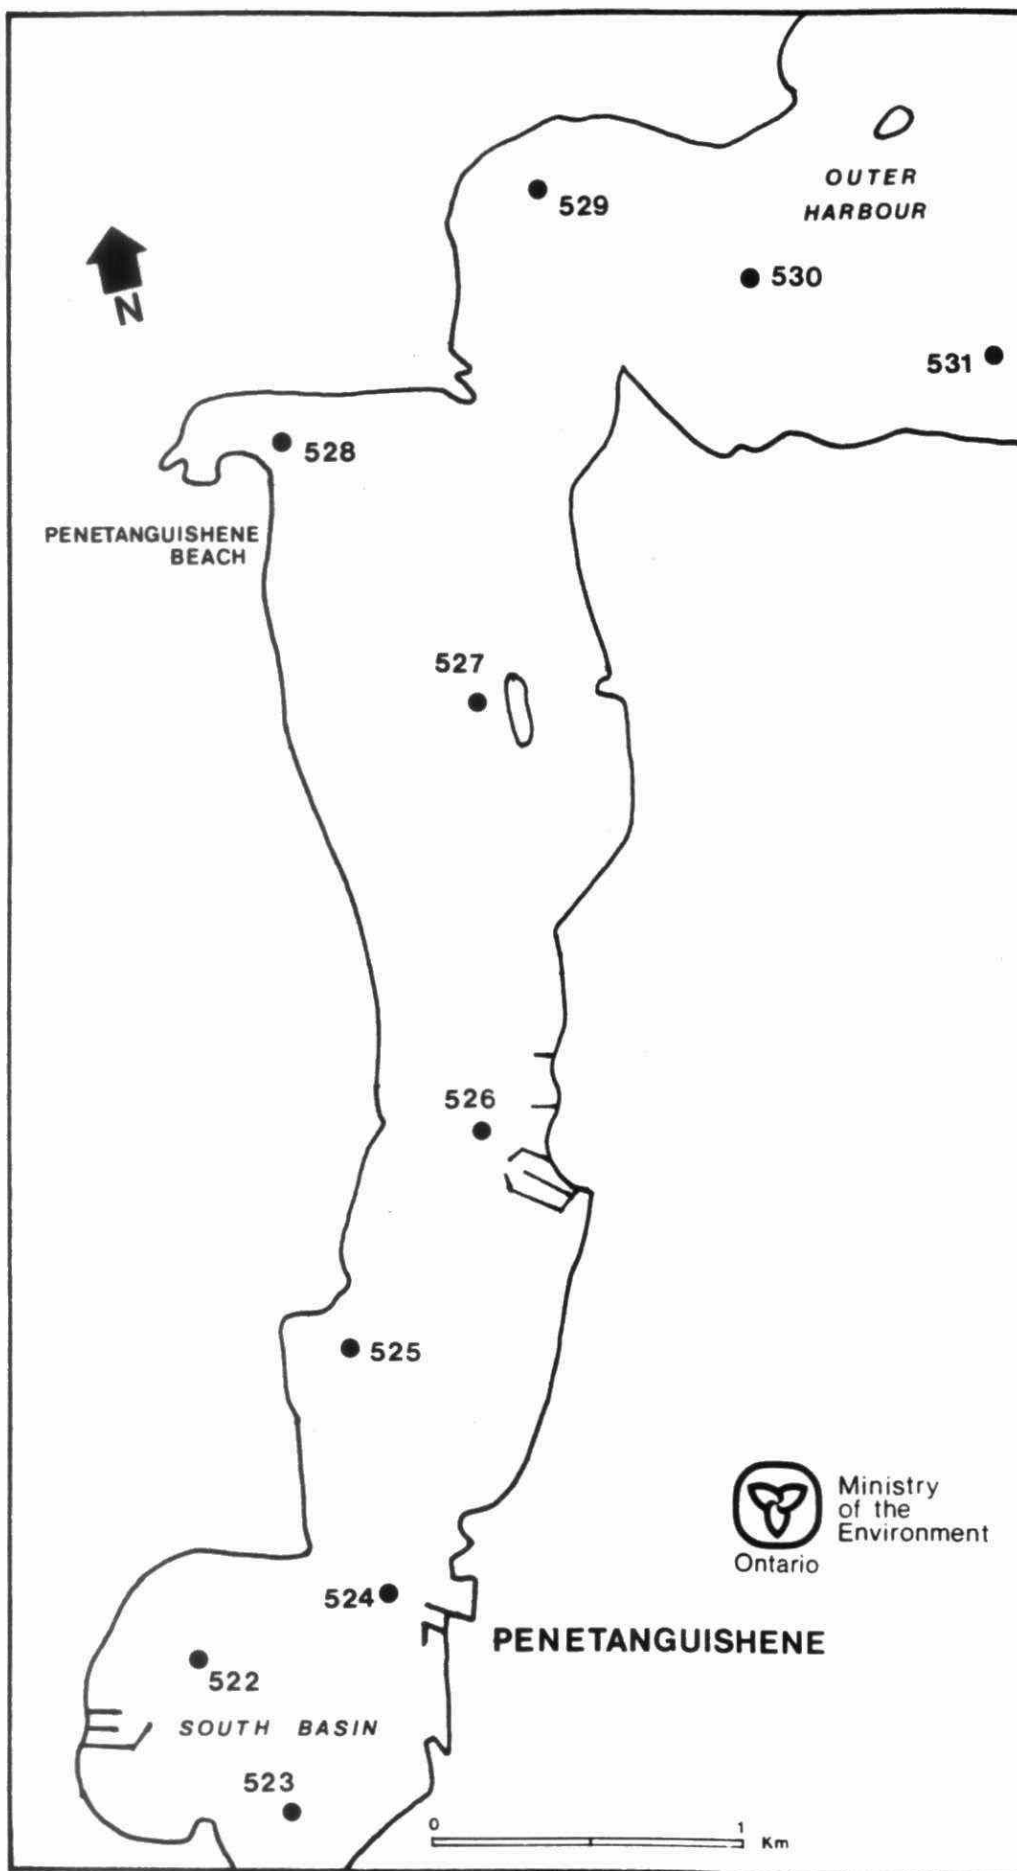 OUTER
HARBOUR
529
530
531
N
528
PENETANGUISHENE
BEACH
527
526
525
Ministry
of the
Environment
Ontario
524
PENETANGUISHENE
522
SOUTH BASIN
523
0 1
Km